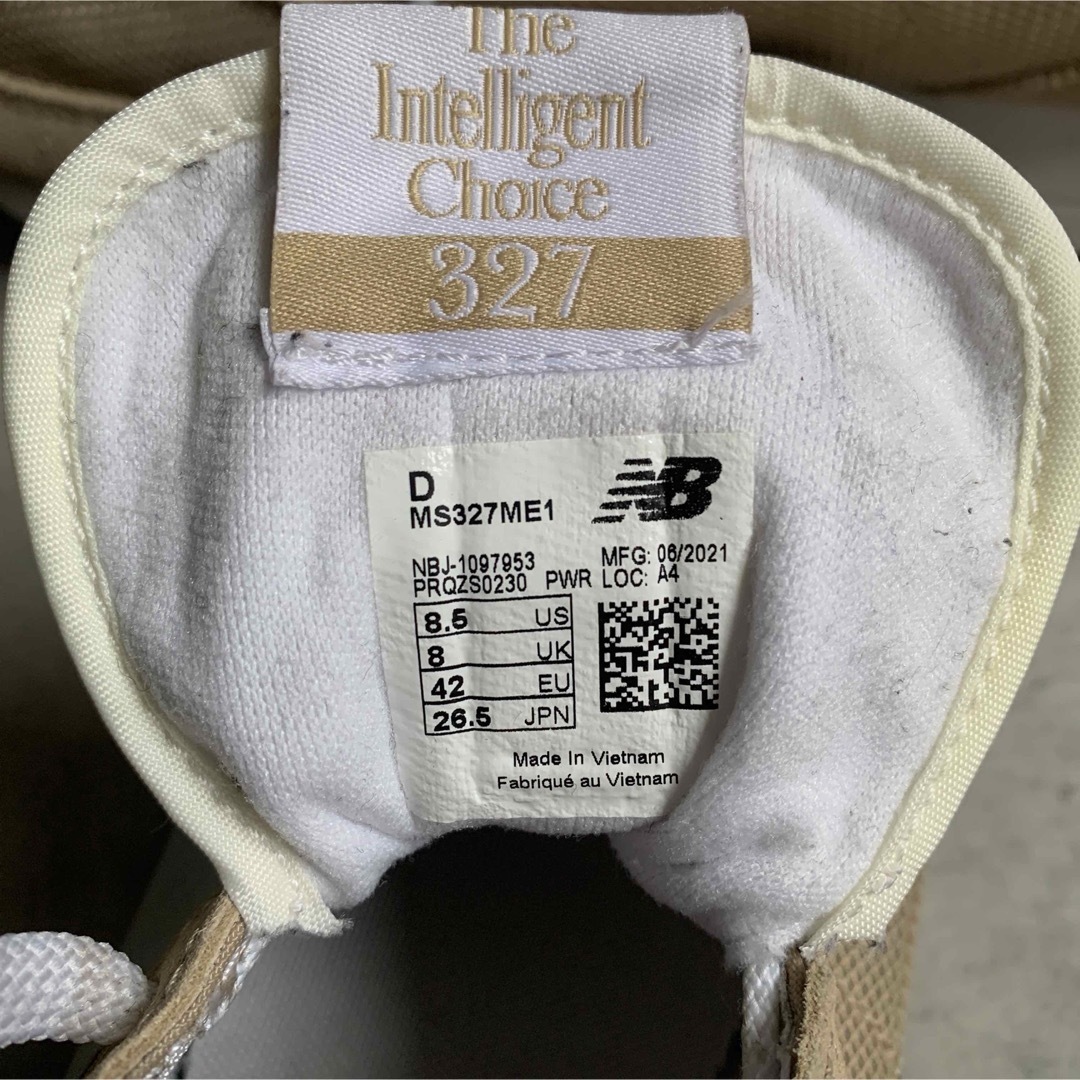 The
Intelligent
Choice
327
D
MS327ME1
NB
NBJ-1097953
MFG: 06/2021
PRQZS0230 PWR LOC: A4
8.5 US
8 UK
42 EU
26.5 JPN
Made In Vietnam
Fabriqué au Vietnam